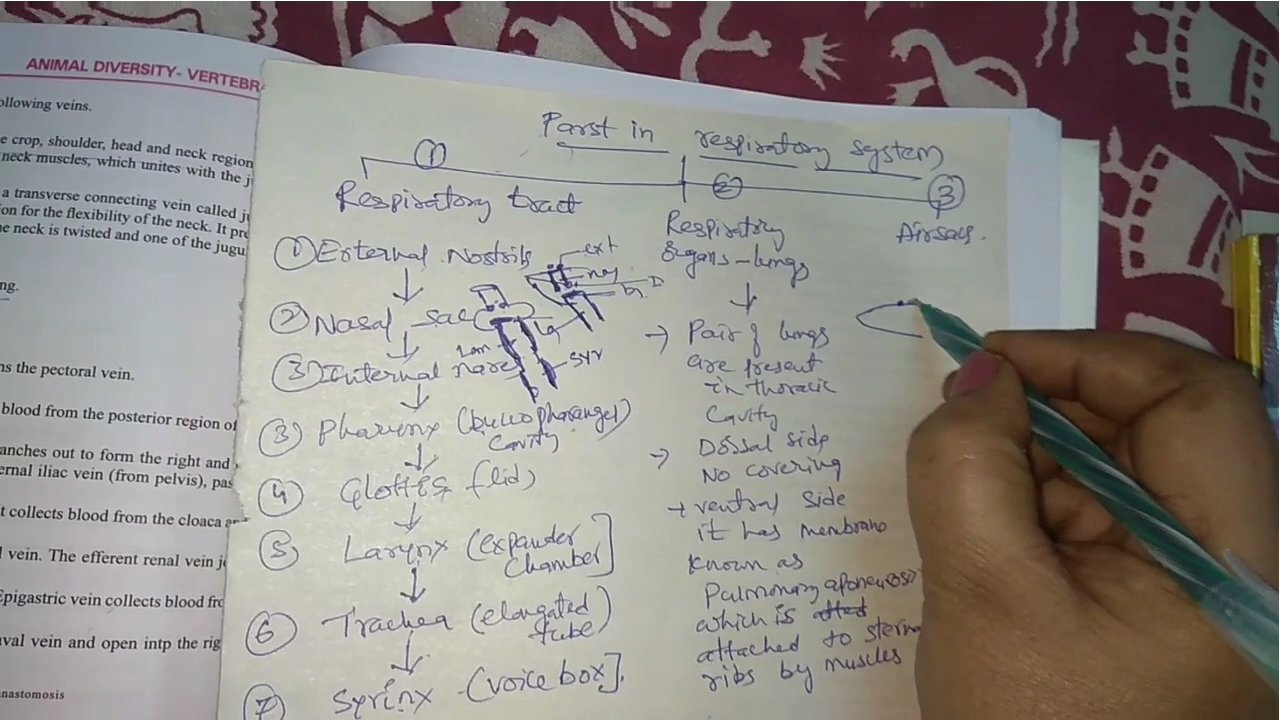 ANIMAL DIVERSITY- VERTEBR
ollowing veins.
e crop, shoulder, head and neck region
neck muscles, which unites with the j
a transverse connecting vein called j
ion for the flexibility of the neck. It pre
e neck is twisted and one of the jugu
ng.
ns the pectoral vein.
blood from the posterior region of
anches out to form the right and
ernal iliac vein (from pelvis), pas
t collects blood from the cloaca
l vein. The efferent renal vein j
Epigastric vein collects blood fr
val vein and open intp the rig
nastomosis
Parst in respiratory system
① ② ③
Respiratory tract
① External Nostrils
② Nasal sac
③ Internal nares
③ Pharynx (buccopharangel)
cavity
④ Glottis (lid)
⑤ Larynx (expander
chamber]
⑥ Trachea (elongated
tube)
⑦ Syrinx (voice box].
ext
syr
Respiratory
organs - lungs
→ Pair of lungs
are present
in thoracic
cavity
→ Dorsal side
No covering
→ ventral side
it has membrane
known as
Pulmonary aponeurosi
which is
attached to sterna
ribs by muscles
Airsacs.